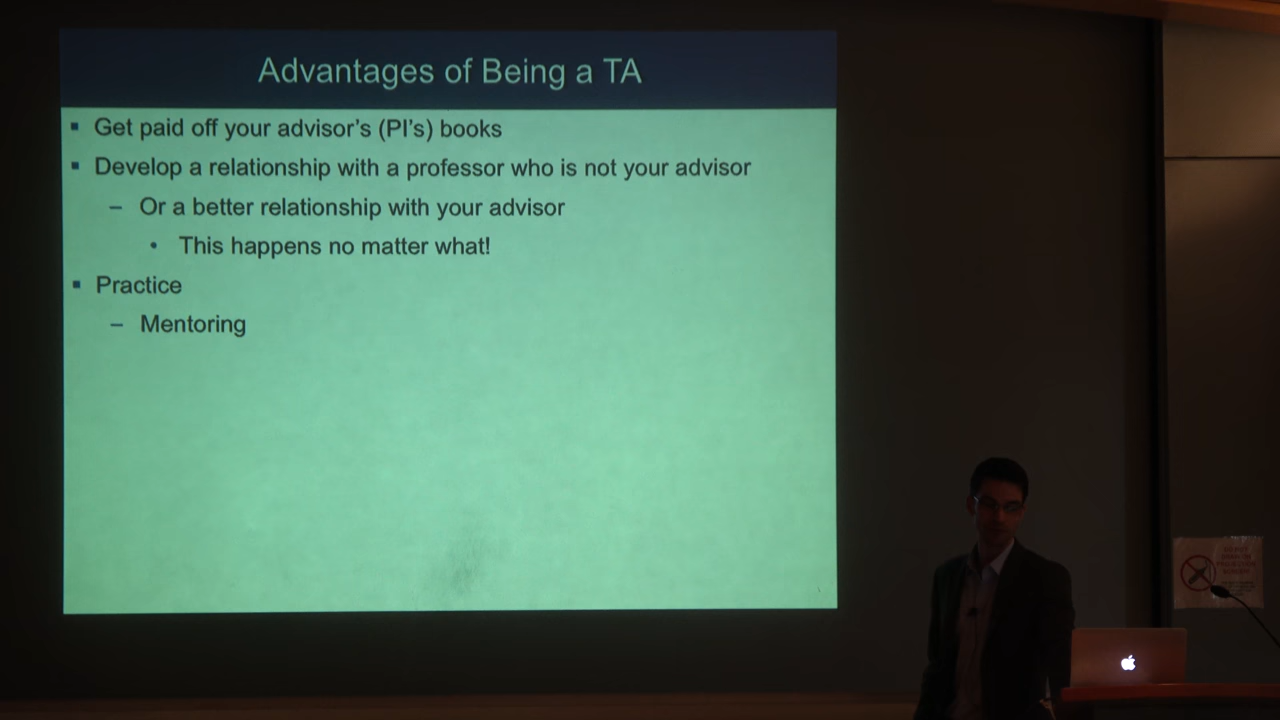 Advantages of Being a TA
▪ Get paid off your advisor's (PI's) books
▪ Develop a relationship with a professor who is not your advisor
– Or a better relationship with your advisor
• This happens no matter what!
▪ Practice
– Mentoring